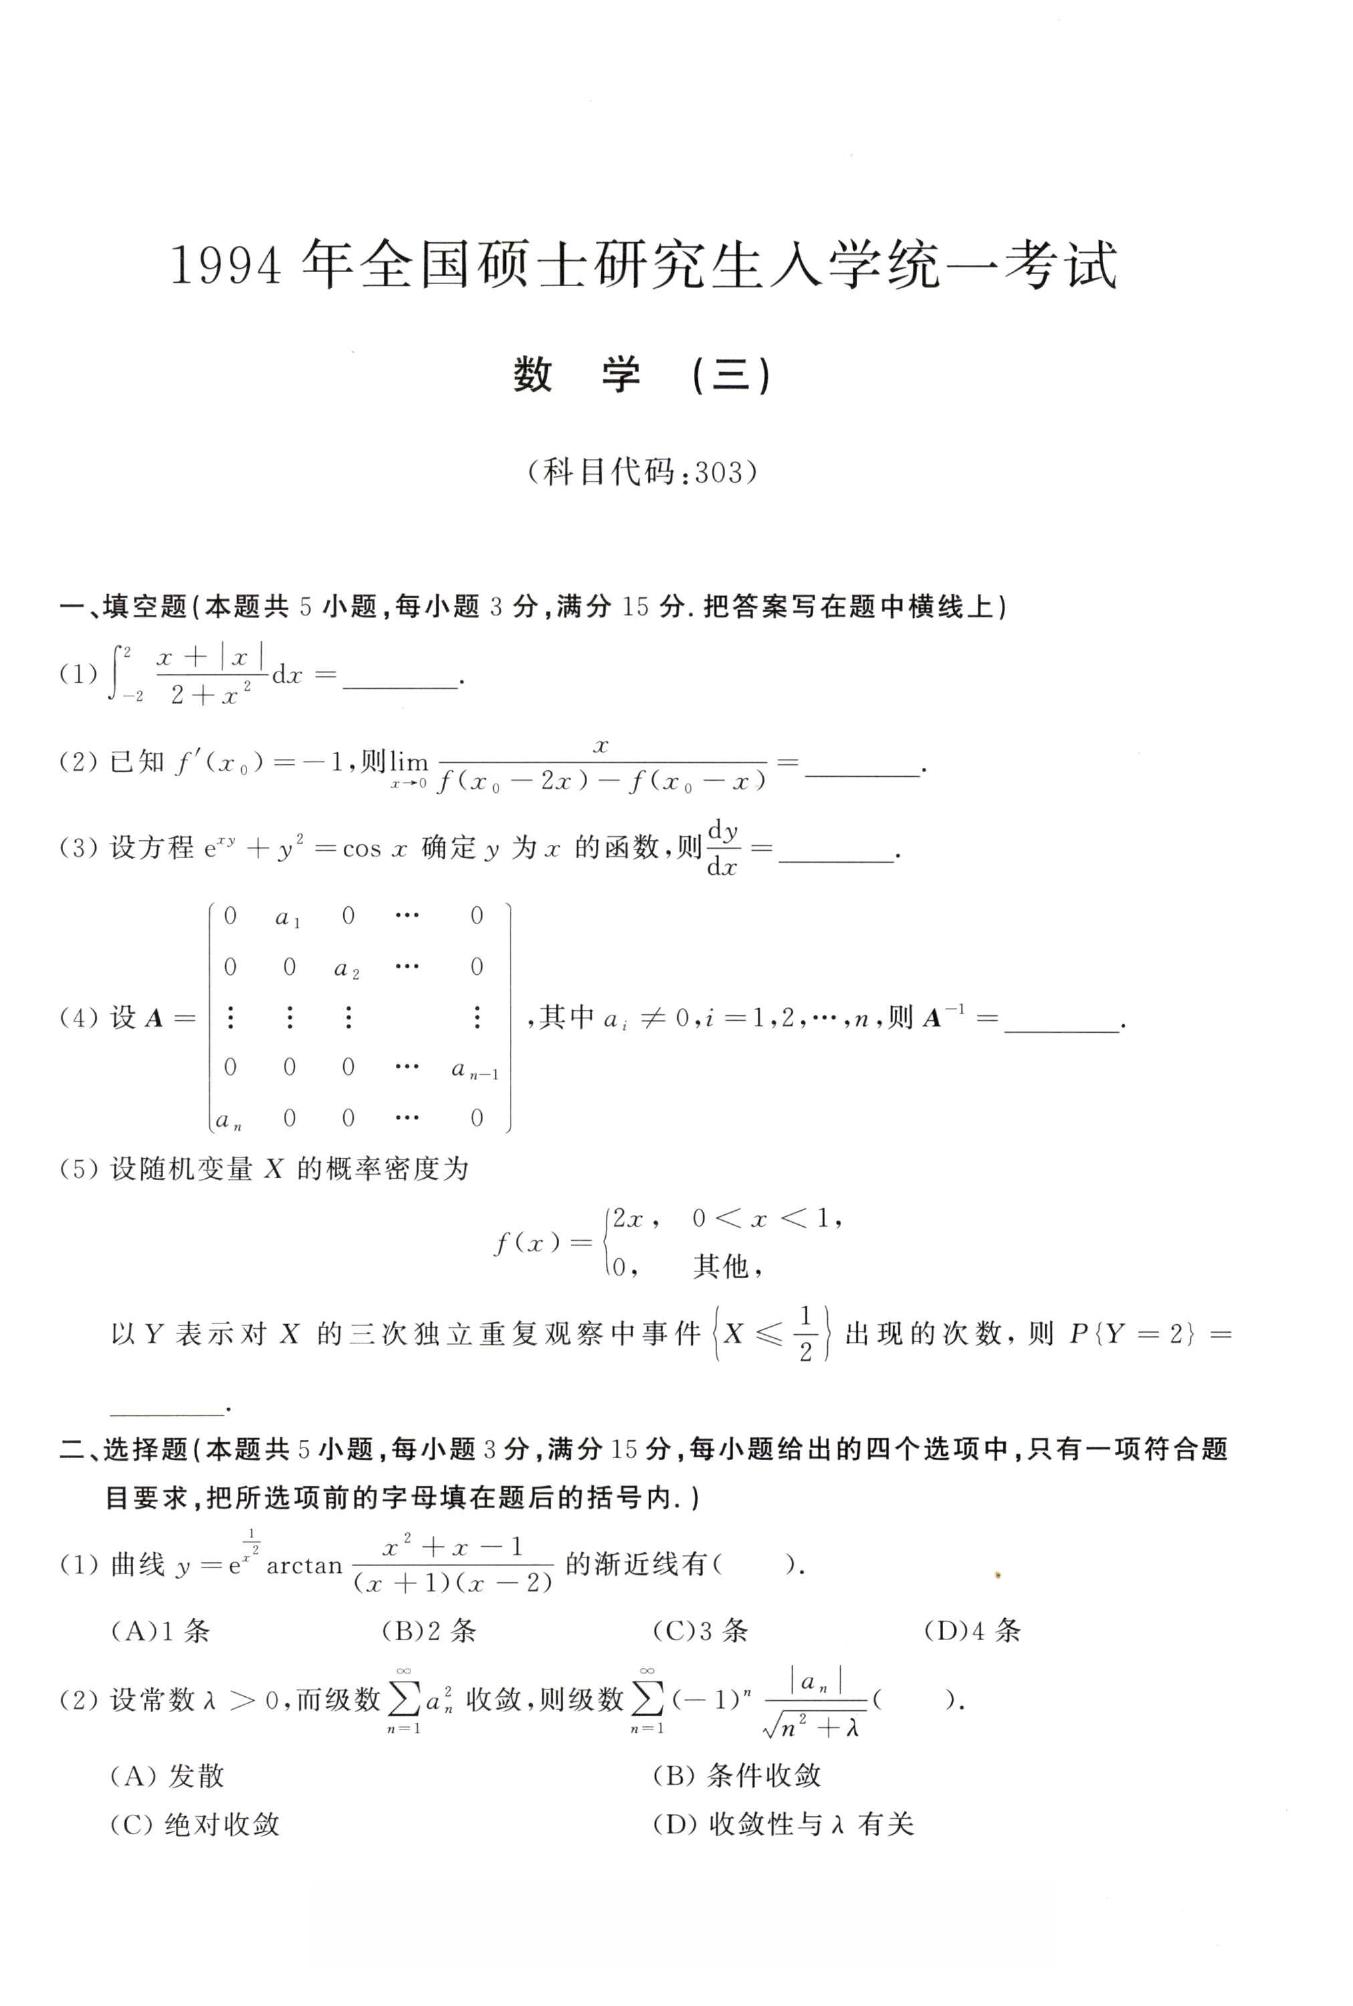 1994 年全国硕士研究生入学统一考试
数 学 (三)
(科目代码:303)
一、填空题(本题共 5 小题,每小题 3 分,满分 15 分. 把答案写在题中横线上)
(1) $\int_{-2}^{2} \frac{x+|x|}{2+x^2} \mathrm{d}x =$ ________.
(2) 已知 $f'(x_0)=-1$,则 $\lim_{x \to 0} \frac{x}{f(x_0-2x)-f(x_0-x)} =$ ________.
(3) 设方程 $\mathrm{e}^{xy}+y^2=\cos x$ 确定 y 为 x 的函数,则 $\frac{\mathrm{d}y}{\mathrm{d}x} =$ ________.
(4) 设 $\boldsymbol{A} = \begin{bmatrix} 0 & a_1 & 0 & \cdots & 0 \\ 0 & 0 & a_2 & \cdots & 0 \\ \vdots & \vdots & \vdots & & \vdots \\ 0 & 0 & 0 & \cdots & a_{n-1} \\ a_n & 0 & 0 & \cdots & 0 \end{bmatrix}$,其中 $a_i \neq 0, i=1,2,\cdots,n$,则 $\boldsymbol{A}^{-1} =$ ________.
(5) 设随机变量 X 的概率密度为
$f(x) = \begin{cases} 2x, & 0<x<1, \\ 0, & 其他, \end{cases}$
以 Y 表示对 X 的三次独立重复观察中事件 $\left\{X \leqslant \frac{1}{2}\right\}$ 出现的次数, 则 $P\{Y=2\} =$
________.
二、选择题(本题共 5 小题,每小题 3 分,满分 15 分,每小题给出的四个选项中,只有一项符合题
目要求,把所选项前的字母填在题后的括号内. )
(1) 曲线 $y = \mathrm{e}^{\frac{1}{x^2}} \arctan \frac{x^2+x-1}{(x+1)(x-2)}$ 的渐近线有( ).
(A)1 条 (B)2 条 (C)3 条 (D)4 条
(2) 设常数 $\lambda > 0$,而级数 $\sum_{n=1}^{\infty} a_n^2$ 收敛,则级数 $\sum_{n=1}^{\infty} (-1)^n \frac{|a_n|}{\sqrt{n^2+\lambda}}$ ( ).
(A) 发散 (B) 条件收敛
(C) 绝对收敛 (D) 收敛性与 λ 有关